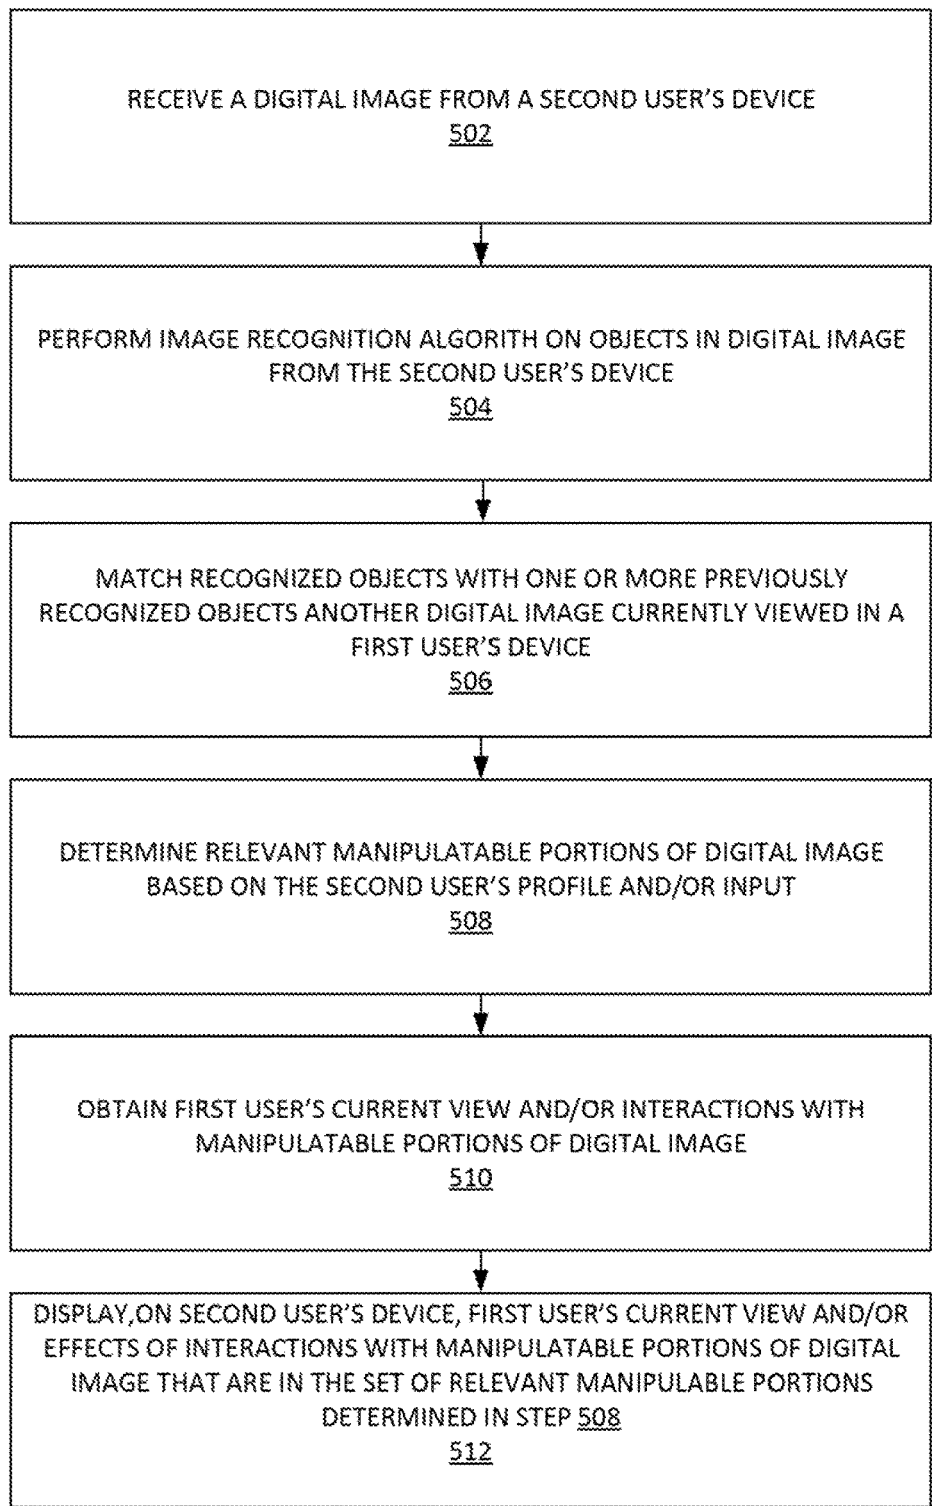 RECEIVE A DIGITAL IMAGE FROM A SECOND USER'S DEVICE
502
PERFORM IMAGE RECOGNITION ALGORITH ON OBJECTS IN DIGITAL IMAGE
FROM THE SECOND USER'S DEVICE
504
MATCH RECOGNIZED OBJECTS WITH ONE OR MORE PREVIOUSLY
RECOGNIZED OBJECTS ANOTHER DIGITAL IMAGE CURRENTLY VIEWED IN A
FIRST USER'S DEVICE
506
DETERMINE RELEVANT MANIPULATABLE PORTIONS OF DIGITAL IMAGE
BASED ON THE SECOND USER'S PROFILE AND/OR INPUT
508
OBTAIN FIRST USER'S CURRENT VIEW AND/OR INTERACTIONS WITH
MANIPULATABLE PORTIONS OF DIGITAL IMAGE
510
DISPLAY,ON SECOND USER'S DEVICE, FIRST USER'S CURRENT VIEW AND/OR
EFFECTS OF INTERACTIONS WITH MANIPULATABLE PORTIONS OF DIGITAL
IMAGE THAT ARE IN THE SET OF RELEVANT MANIPULABLE PORTIONS
DETERMINED IN STEP 508
512